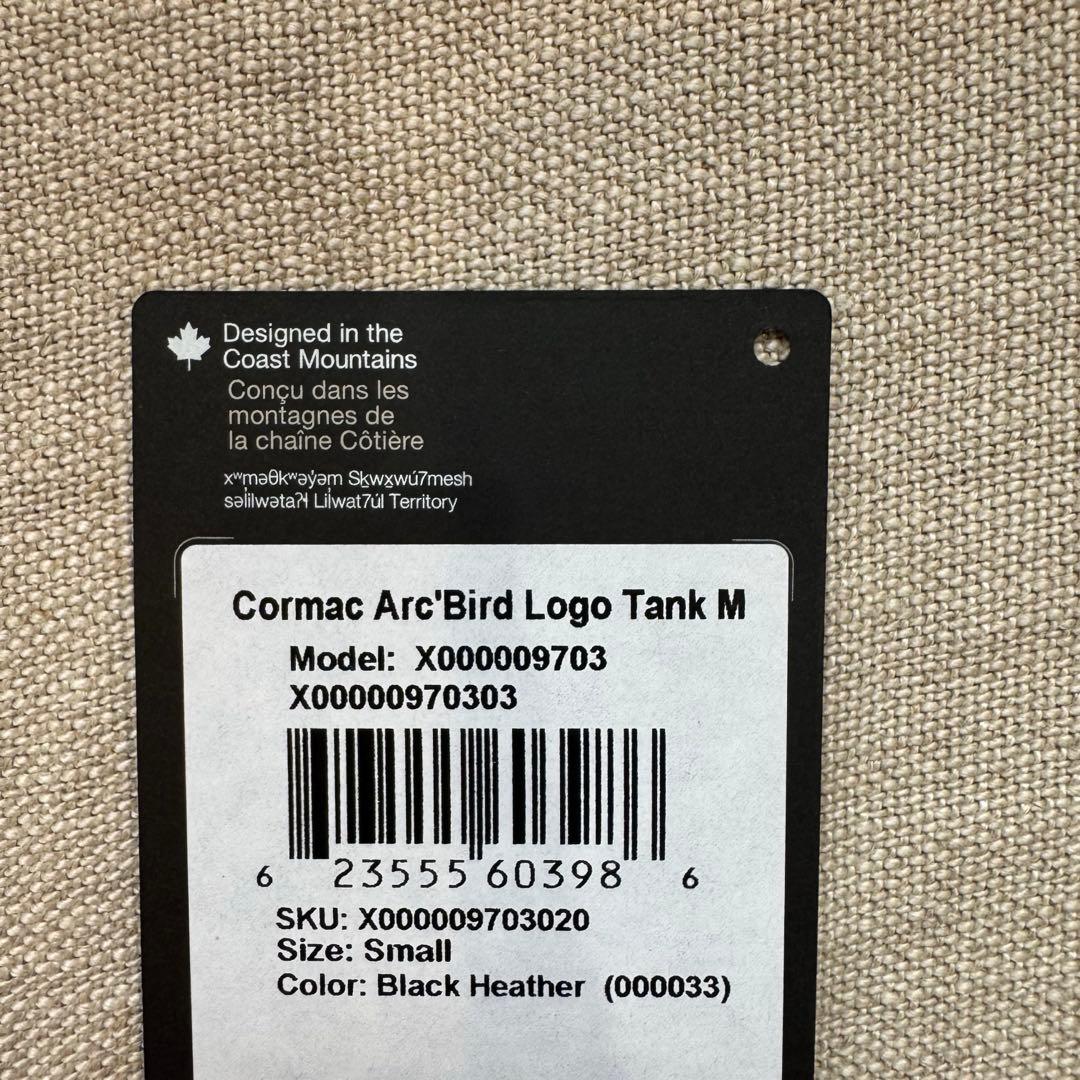 Designed in the
Coast Mountains
Conçu dans les
montagnes de
la chaîne Côtière
xʷməθkʷəy̓əm Sḵwx̱wú7mesh
səl̓ilwətaʔɬ Lil̓wat7úl Territory
Cormac Arc'Bird Logo Tank M
Model: X000009703
X00000970303
6 23555 60398 6
SKU: X000009703020
Size: Small
Color: Black Heather (000033)